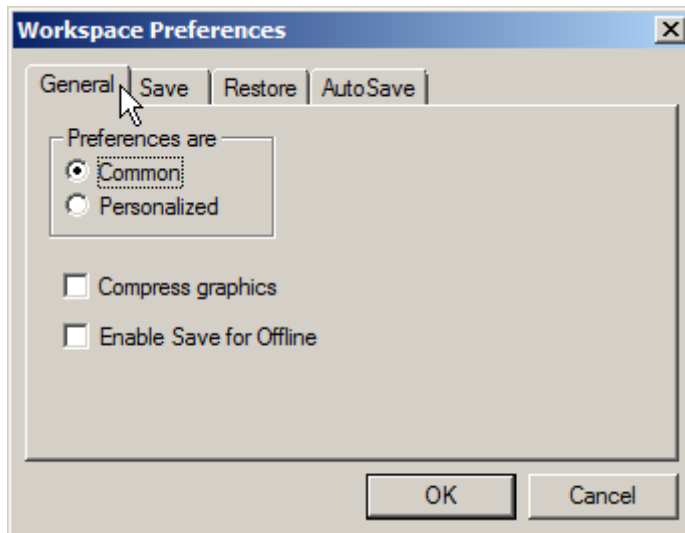 Workspace Preferences
General Save Restore AutoSave
Preferences are
Common
Personalized
Compress graphics
Enable Save for Offline
OK Cancel